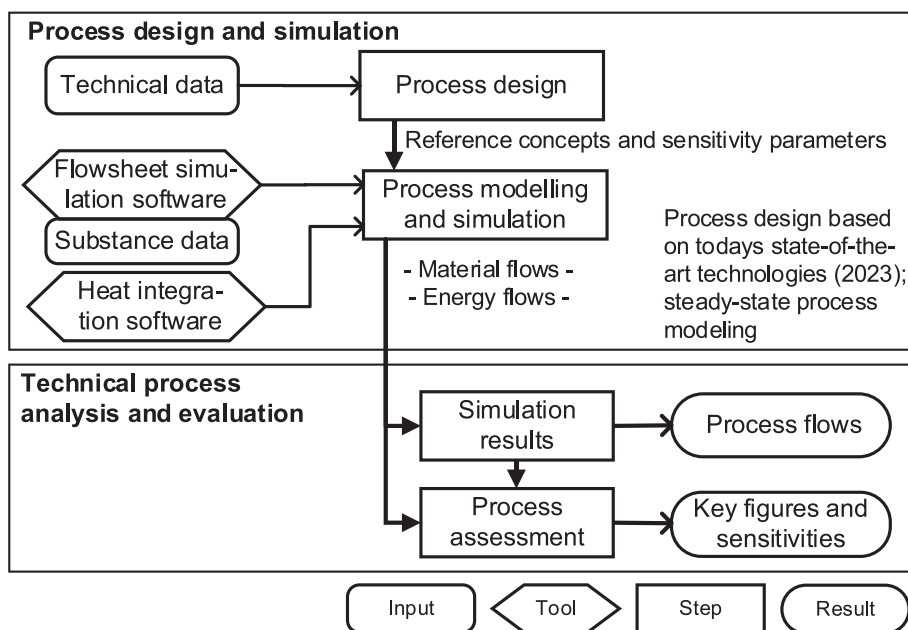 Process design and simulation
Technical data
Process design
Reference concepts and sensitivity parameters
Flowsheet simu-
lation software
Process modelling
and simulation
Substance data
Heat integra-
tion software
- Material flows -
- Energy flows -
Process design based
on todays state-of-the-
art technologies (2023);
steady-state process
modeling
Technical process
analysis and evaluation
Simulation
results
Process flows
Process
assessment
Key figures and
sensitivities
Input
Tool
Step
Result